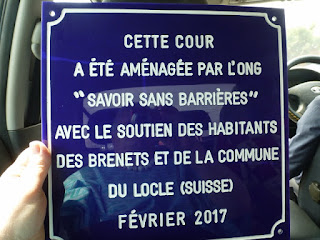 CETTE COUR
A ÉTÉ AMÉNAGÉE PAR L'ONG
"SAVOIR SANS BARRIÈRES"
AVEC LE SOUTIEN DES HABITANTS
DES BRENETS ET DE LA COMMUNE
DU LOCLE (SUISSE)
FÉVRIER 2017